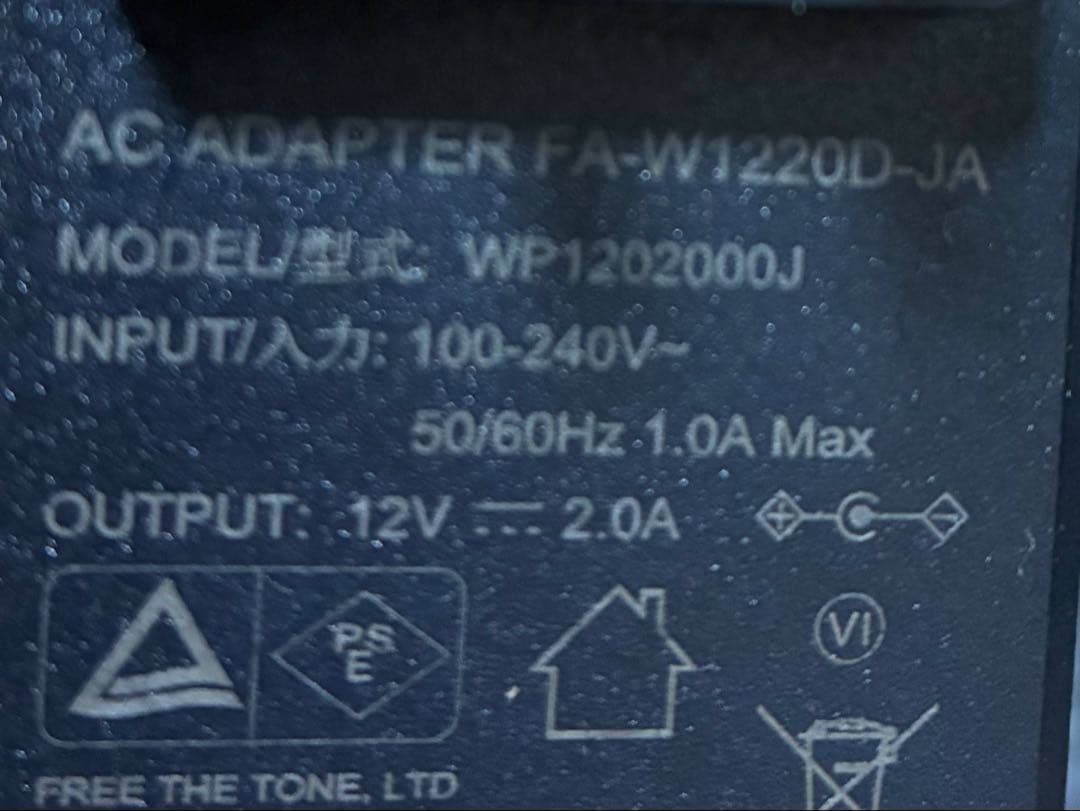 AC ADAPTER FA-W1220D-JA
MODEL/型式: WP1202000J
INPUT/入力: 100-240V~
50/60Hz 1.0A Max
OUTPUT: 12V ⎓ 2.0A
PS
E
VI
FREE THE TONE, LTD